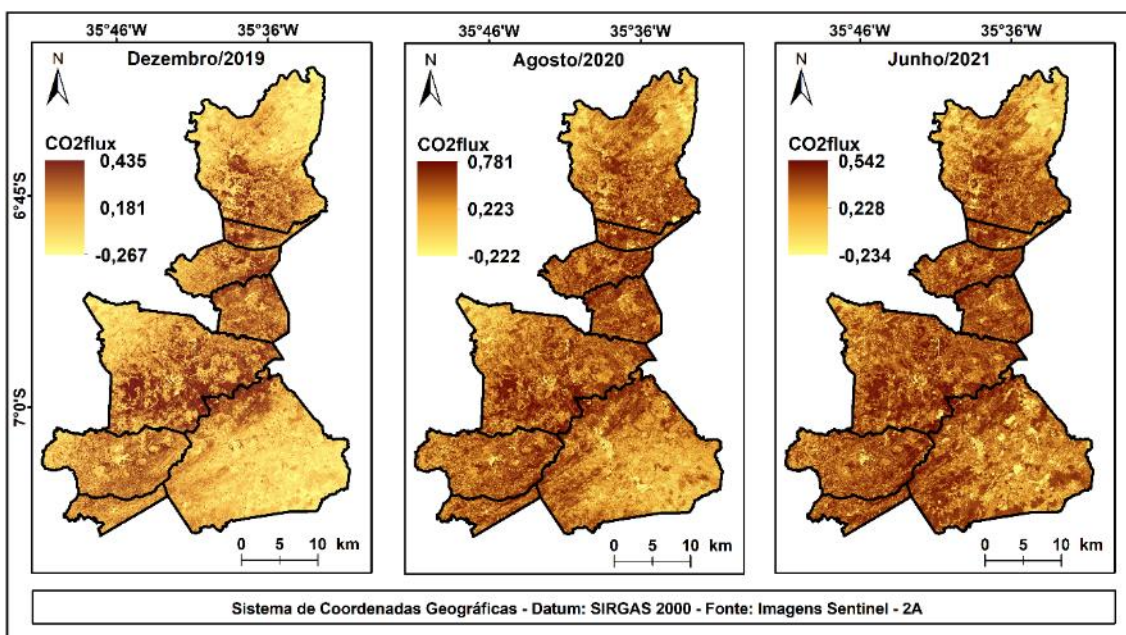 35°46'W 35°36'W 35°46'W 35°36'W 35°46'W 35°36'W
N
Dezembro/2019
CO2flux
0,435
0,181
-0,267
0 5 10 km
N
Agosto/2020
CO2flux
0,781
0,223
-0,222
0 5 10 km
N
Junho/2021
CO2flux
0,542
0,228
-0,234
0 5 10 km
6°45'S
7°0'S
Sistema de Coordenadas Geográficas - Datum: SIRGAS 2000 - Fonte: Imagens Sentinel - 2A